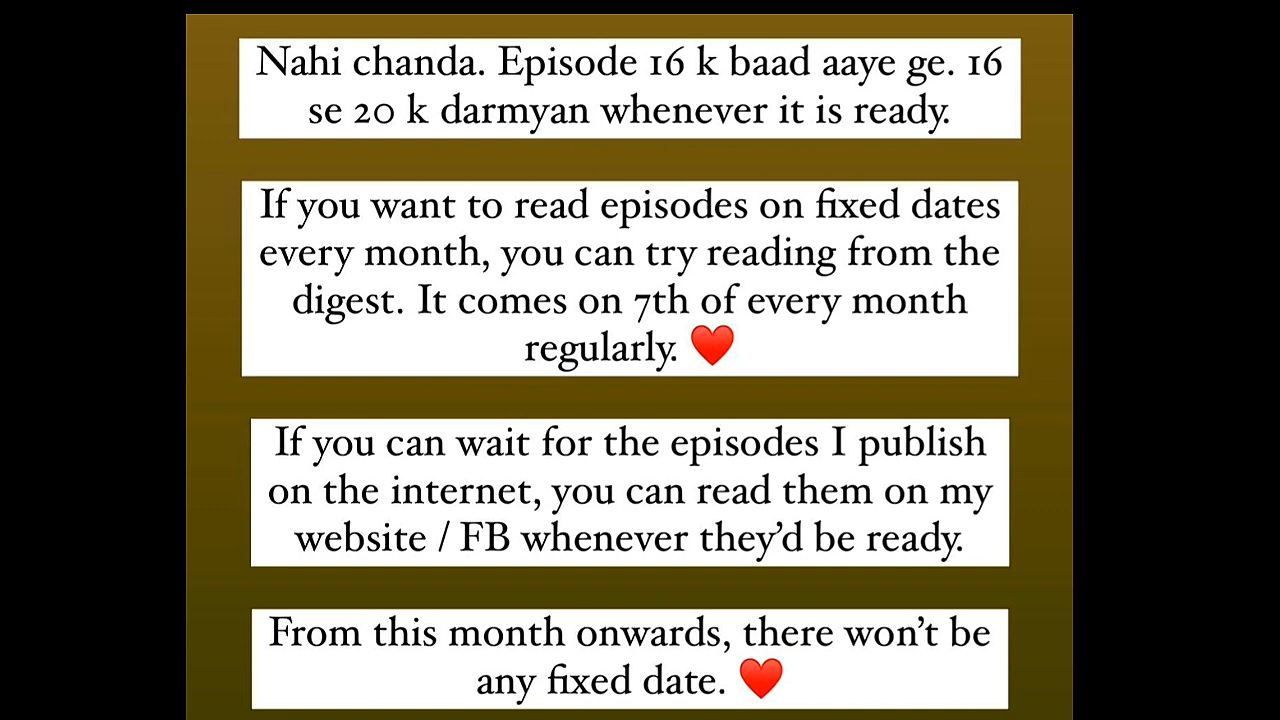 Nahi chanda. Episode 16 k baad aaye ge. 16
se 20 k darmyan whenever it is ready.
If you want to read episodes on fixed dates
every month, you can try reading from the
digest. It comes on 7th of every month
regularly. ❤️
If you can wait for the episodes I publish
on the internet, you can read them on my
website / FB whenever they’d be ready.
From this month onwards, there won’t be
any fixed date. ❤️